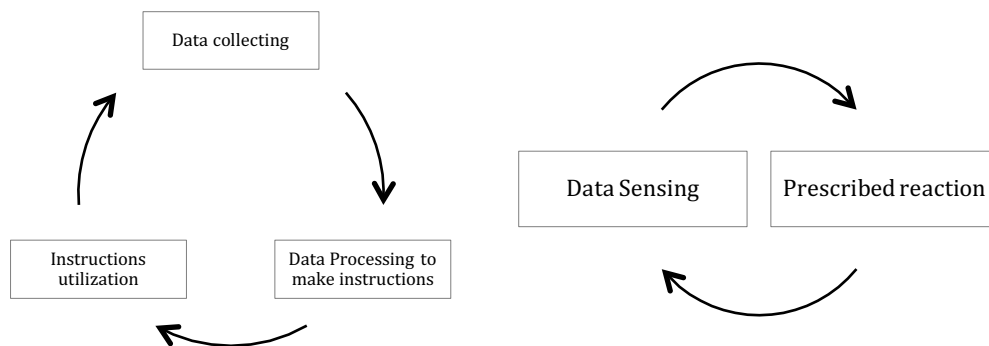 Data collecting
Data Sensing
Prescribed reaction
Instructions
utilization
Data Processing to
make instructions